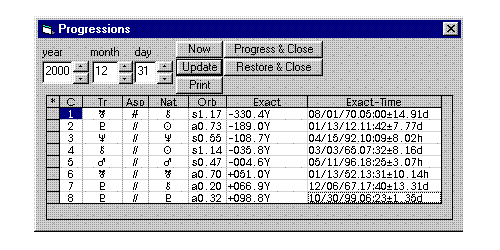 Progressions
year month day Now Progress & Close
2000 12 31 Update Restore & Close
Print
* C Tr Asp Nat Orb Exact Exact-Time
1 ♉ # ⚷ s1.17 -330.4Y 08/01/70.05:00±14.91d
2 ♇ // ☉ a0.73 -189.0Y 01/13/12.11:42±7.77d
3 Ψ // Ψ s0.55 -108.7Y 04/15/92.10:09±8.02h
4 ⚷ // ☉ s1.14 -035.8Y 03/03/65.07:32±8.16d
5 ♂ // ♂ s0.47 -004.6Y 05/11/96.18:25±3.07h
6 ♉ // ♉ a0.70 +051.0Y 01/13/52.13:31±10.14h
7 ♇ // ⚷ a0.20 +066.9Y 12/06/67.17:40±13.31d
8 ♇ // ☉ a0.32 +098.8Y 10/30/99.06:23±1.35d